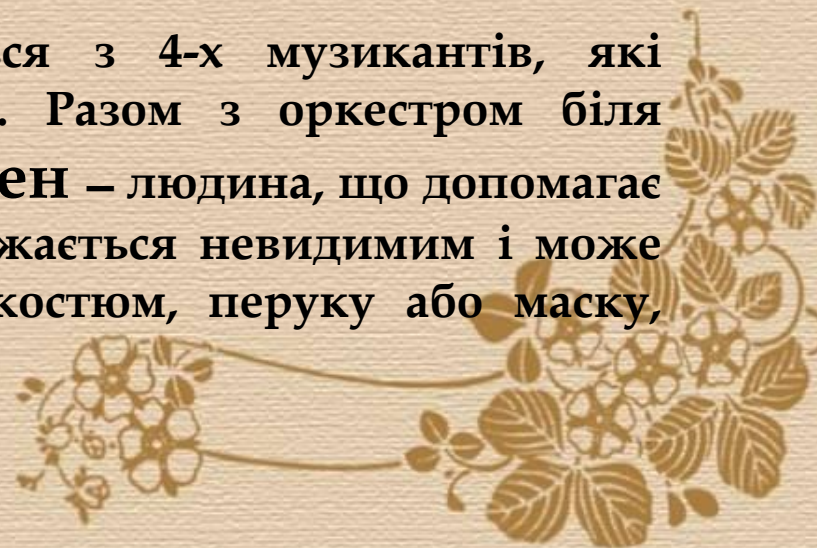 ся з 4-х музикантів, які
. Разом з оркестром біля
ен – людина, що допомагає
жається невидимим і може
костюм, перуку або маску,